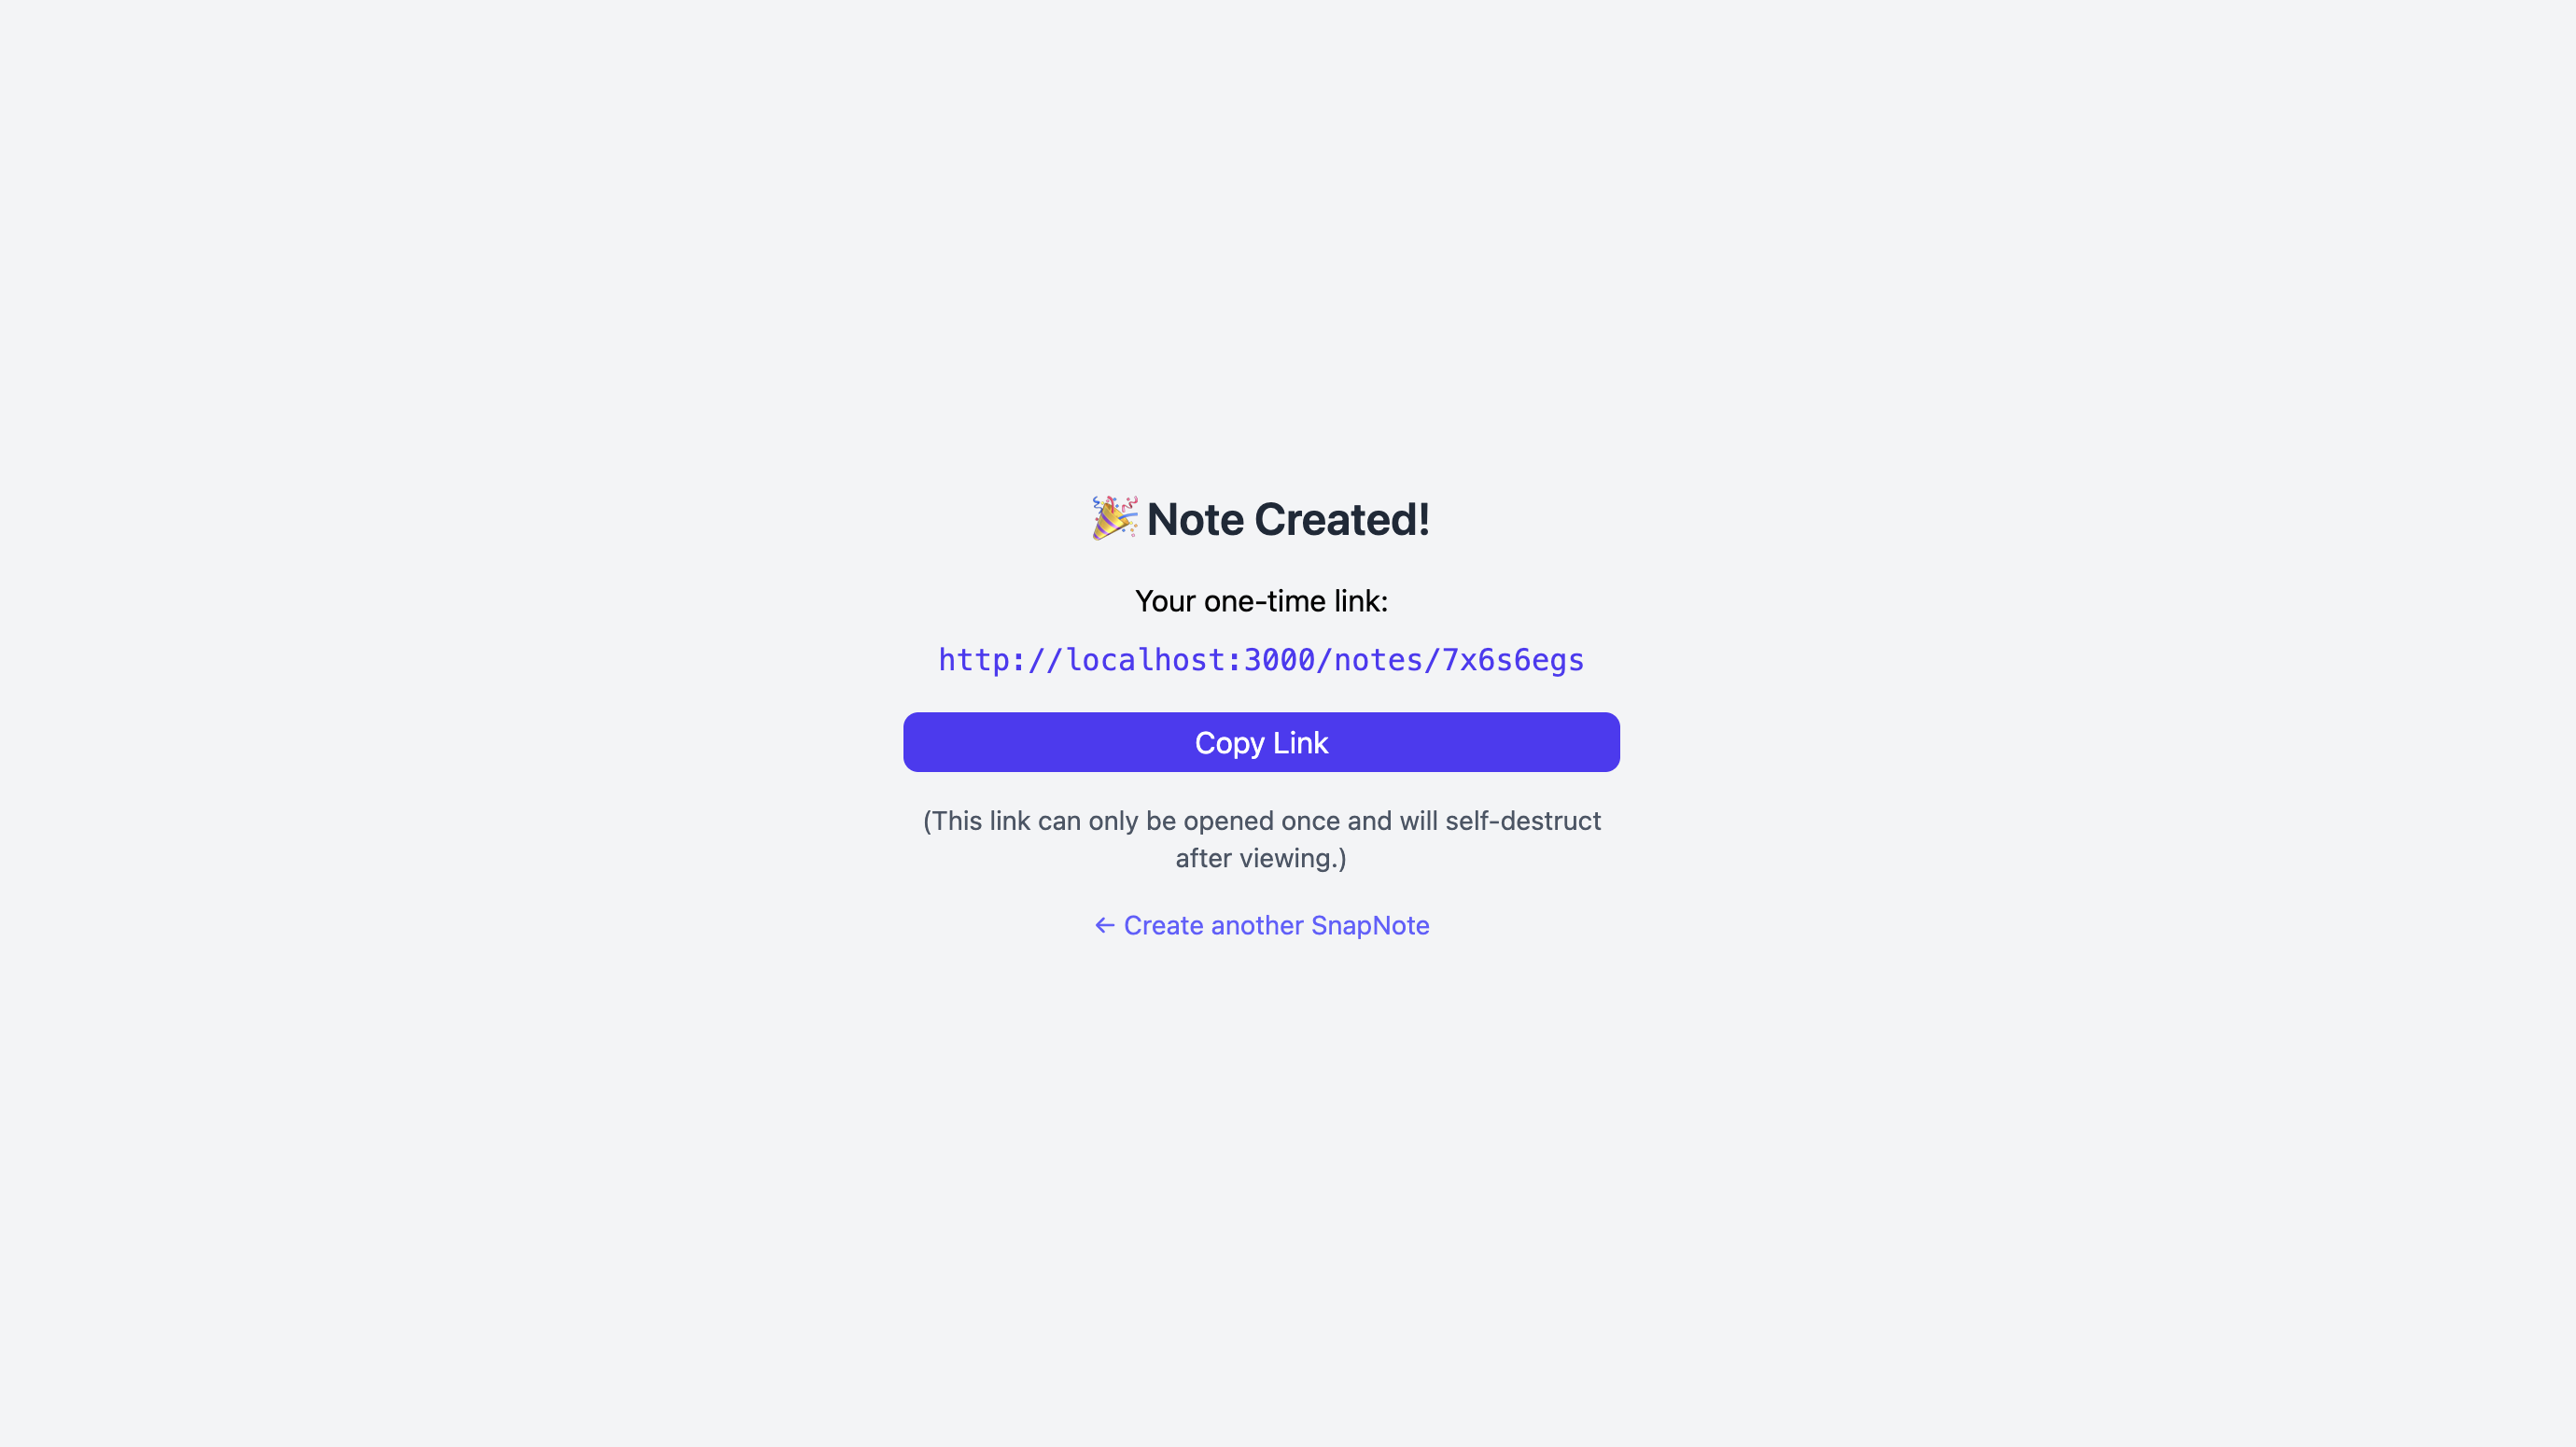 🎉 Note Created!
Your one-time link:
http://localhost:3000/notes/7x6s6egs
Copy Link
(This link can only be opened once and will self-destruct
after viewing.)
← Create another SnapNote